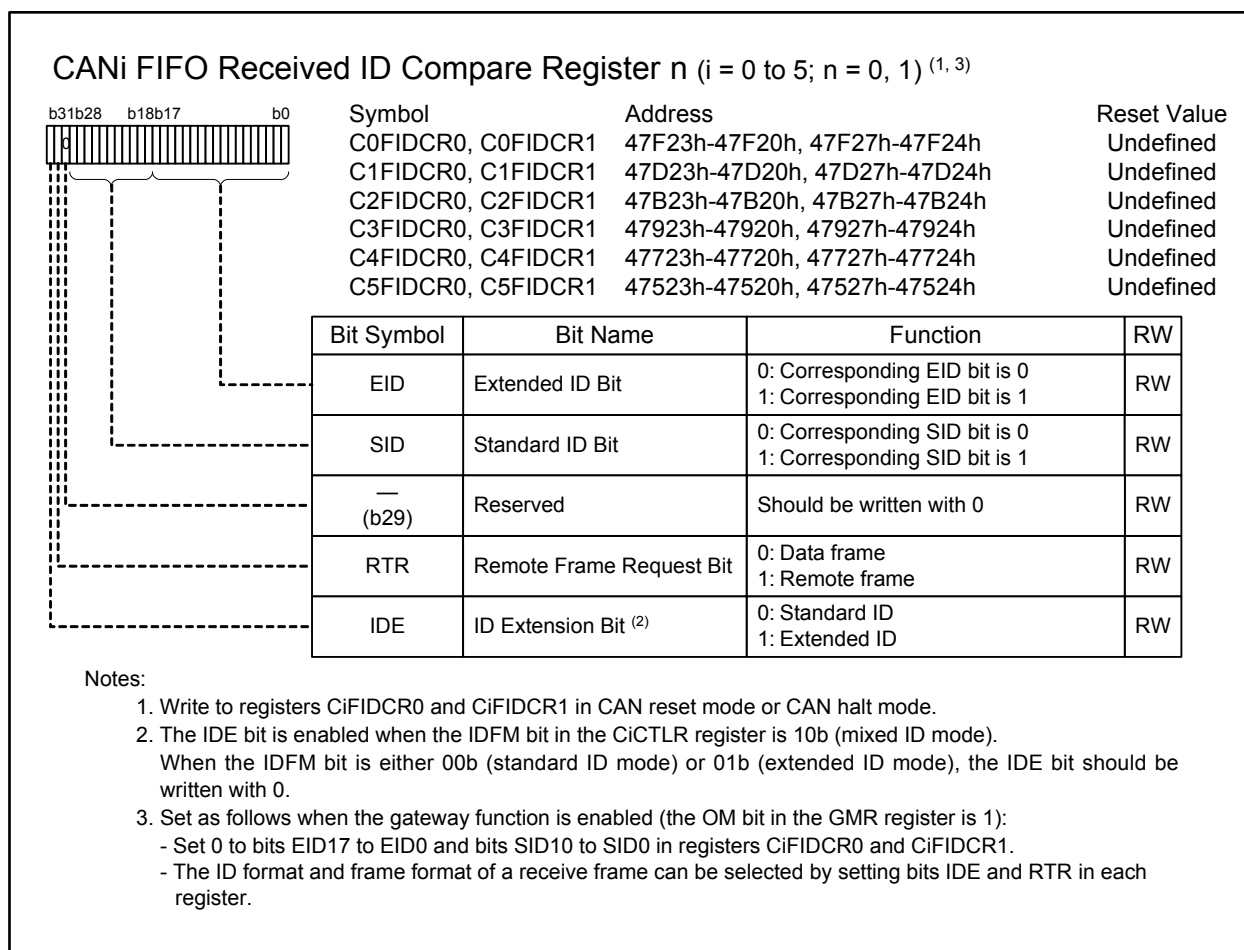 CANi FIFO Received ID Compare Register n (i = 0 to 5; n = 0, 1) (1, 3)
b31b28 b18b17 b0
0
Symbol Address Reset Value
C0FIDCR0, C0FIDCR1 47F23h-47F20h, 47F27h-47F24h Undefined
C1FIDCR0, C1FIDCR1 47D23h-47D20h, 47D27h-47D24h Undefined
C2FIDCR0, C2FIDCR1 47B23h-47B20h, 47B27h-47B24h Undefined
C3FIDCR0, C3FIDCR1 47923h-47920h, 47927h-47924h Undefined
C4FIDCR0, C4FIDCR1 47723h-47720h, 47727h-47724h Undefined
C5FIDCR0, C5FIDCR1 47523h-47520h, 47527h-47524h Undefined
Bit Symbol Bit Name Function RW
EID Extended ID Bit 0: Corresponding EID bit is 0
1: Corresponding EID bit is 1 RW
SID Standard ID Bit 0: Corresponding SID bit is 0
1: Corresponding SID bit is 1 RW
—
(b29) Reserved Should be written with 0 RW
RTR Remote Frame Request Bit 0: Data frame
1: Remote frame RW
IDE ID Extension Bit (2) 0: Standard ID
1: Extended ID RW
Notes:
1. Write to registers CiFIDCR0 and CiFIDCR1 in CAN reset mode or CAN halt mode.
2. The IDE bit is enabled when the IDFM bit in the CiCTLR register is 10b (mixed ID mode).
When the IDFM bit is either 00b (standard ID mode) or 01b (extended ID mode), the IDE bit should be
written with 0.
3. Set as follows when the gateway function is enabled (the OM bit in the GMR register is 1):
- Set 0 to bits EID17 to EID0 and bits SID10 to SID0 in registers CiFIDCR0 and CiFIDCR1.
- The ID format and frame format of a receive frame can be selected by setting bits IDE and RTR in each
register.